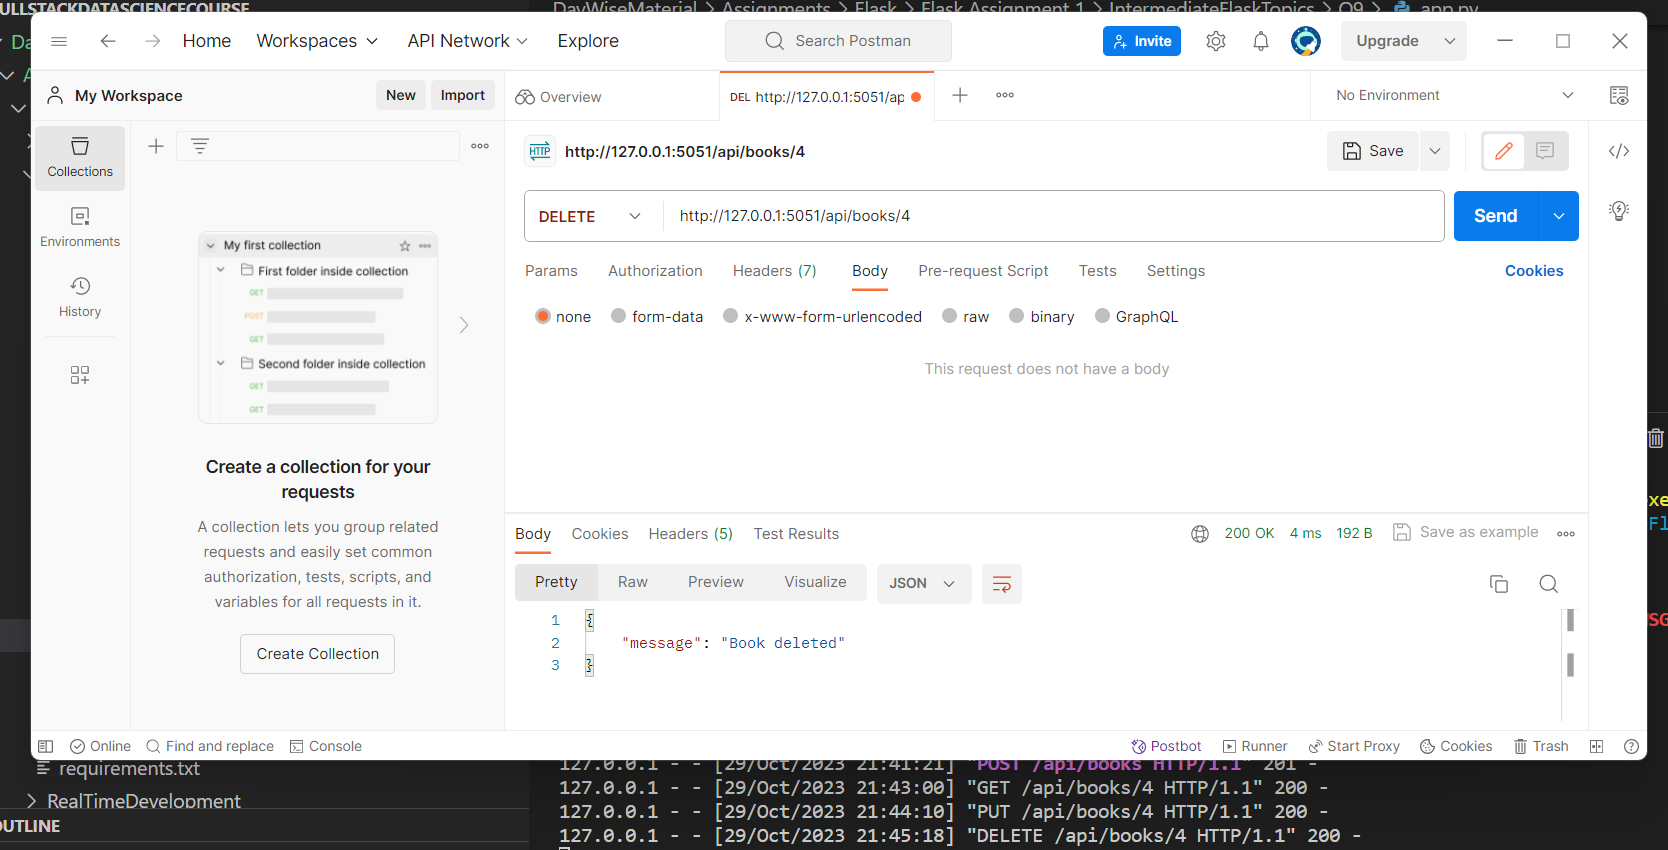 ULLSTACKDATASCIENCECOURSE
DayWiseMaterial > Assignments > Flask > Flask Assignment 1 > IntermediateFlaskTopics > Q9 > app.py
Home Workspaces API Network Explore
Search Postman
Invite
Upgrade
My Workspace
New Import
Overview
DEL http://127.0.0.1:5051/ap
No Environment
Collections
Environments
History
My first collection
First folder inside collection
GET
POST
GET
Second folder inside collection
GET
GET
Create a collection for your
requests
A collection lets you group related
requests and easily set common
authorization, tests, scripts, and
variables for all requests in it.
Create Collection
HTTP http://127.0.0.1:5051/api/books/4
Save
DELETE http://127.0.0.1:5051/api/books/4
Send
Params Authorization Headers (7) Body Pre-request Script Tests Settings
Cookies
none form-data x-www-form-urlencoded raw binary GraphQL
This request does not have a body
Body Cookies Headers (5) Test Results
200 OK 4 ms 192 B Save as example
Pretty Raw Preview Visualize JSON
1 {
2 "message": "Book deleted"
3 }
Online Find and replace Console
Postbot Runner Start Proxy Cookies Trash
requirements.txt
RealTimeDevelopment
OUTLINE
127.0.0.1 - - [29/Oct/2023 21:41:21] "POST /api/books HTTP/1.1" 201 -
127.0.0.1 - - [29/Oct/2023 21:43:00] "GET /api/books/4 HTTP/1.1" 200 -
127.0.0.1 - - [29/Oct/2023 21:44:10] "PUT /api/books/4 HTTP/1.1" 200 -
127.0.0.1 - - [29/Oct/2023 21:45:18] "DELETE /api/books/4 HTTP/1.1" 200 -